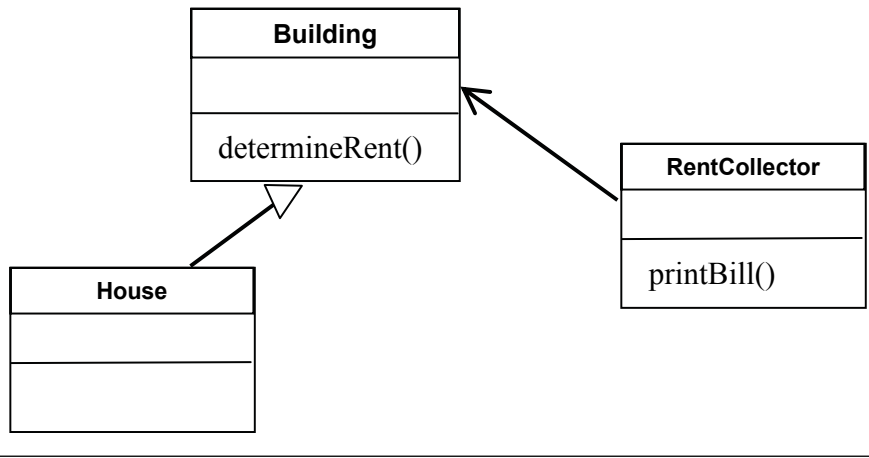 Building
determineRent()
RentCollector
printBill()
House